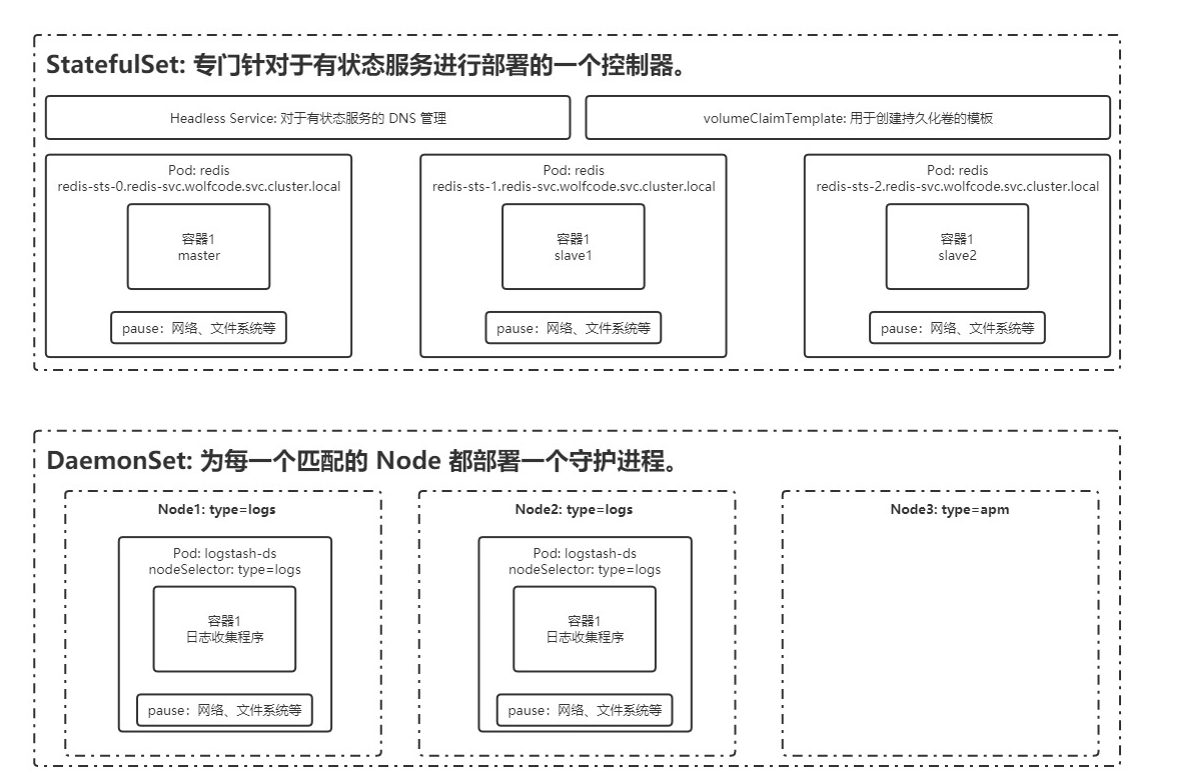 StatefulSet: 专门针对于有状态服务进行部署的一个控制器。
Headless Service: 对于有状态服务的 DNS 管理
volumeClaimTemplate: 用于创建持久化卷的模板
Pod: redis
redis-sts-0.redis-svc.wolfcode.svc.cluster.local
容器1
master
pause：网络、文件系统等
Pod: redis
redis-sts-1.redis-svc.wolfcode.svc.cluster.local
容器1
slave1
pause：网络、文件系统等
Pod: redis
redis-sts-2.redis-svc.wolfcode.svc.cluster.local
容器1
slave2
pause：网络、文件系统等
DaemonSet: 为每一个匹配的 Node 都部署一个守护进程。
Node1: type=logs
Pod: logstash-ds
nodeSelector: type=logs
容器1
日志收集程序
pause：网络、文件系统等
Node2: type=logs
Pod: logstash-ds
nodeSelector: type=logs
容器1
日志收集程序
pause：网络、文件系统等
Node3: type=apm